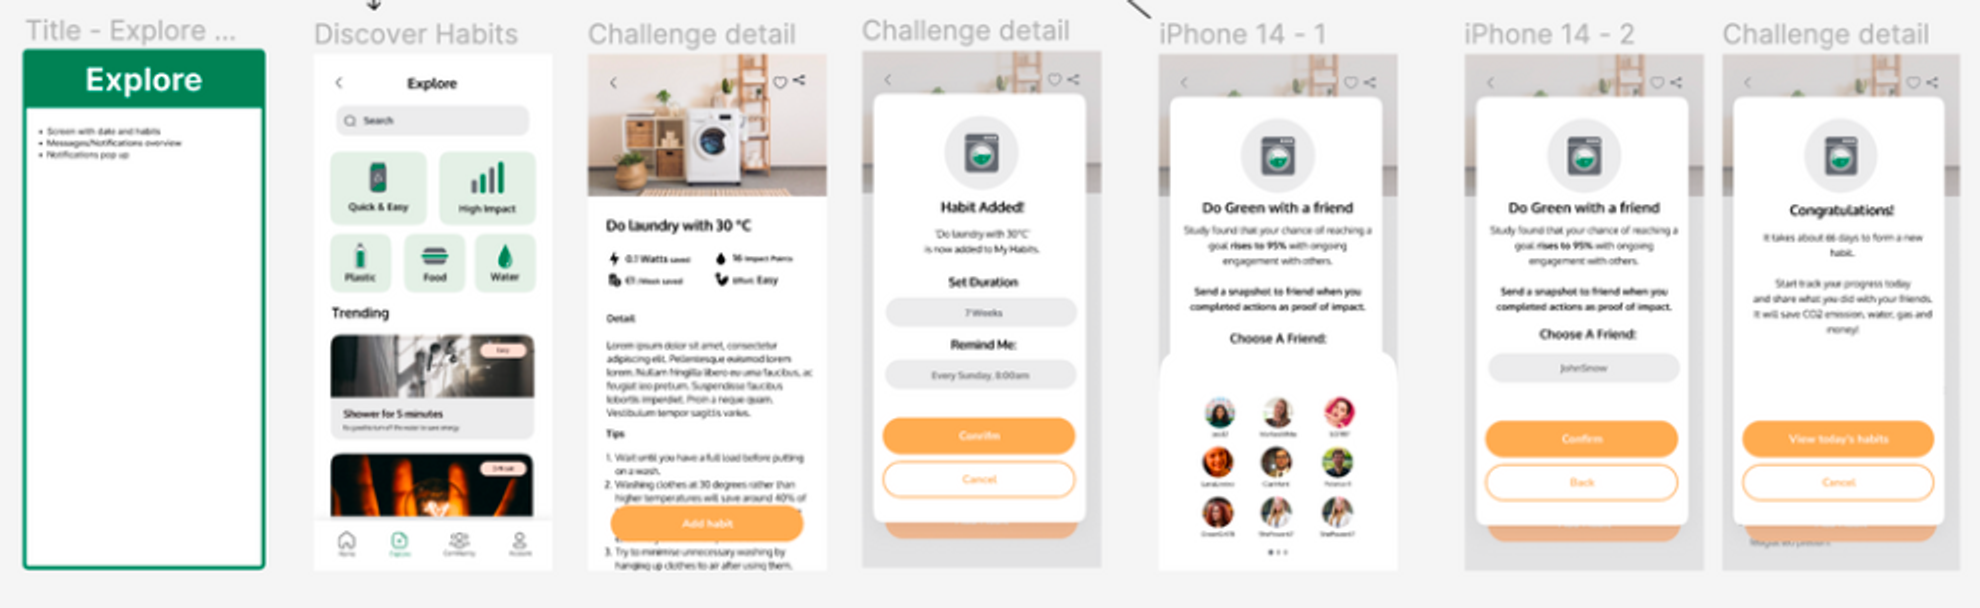 Title - Explore ...
Explore
Screen with date and habits
Messages/Notifications overview
Notifications pop up
Discover Habits
Explore
Search
Quick & Easy
High Impact
Plastic
Food
Water
Trending
Easy
Shower for 5 minutes
Difficult
Home
Explore
Community
Account
Challenge detail
Do laundry with 30 °C
0.1 Watts saved
16 Impact Points
€1 /Week saved
Effort: Easy
Detail
Lorem ipsum dolor sit amet, consectetur
adipiscing elit. Pellentesque euismod lorem
lorem. Nullam fringilla libero eu urna faucibus, ac
feugiat leo pretium. Suspendisse faucibus
lobortis imperdiet. Proin a neque quam.
Vestibulum tempor sagittis varius.
Tips
1. Wait until you have a full load before putting
on a wash.
2. Washing clothes at 30 degrees rather than
higher temperatures will save around 40% of
Add habit
3. Try to minimise unnecessary washing by
hanging up clothes to air after using them.
Challenge detail
Habit Added!
'Do laundry with 30°C'
is now added to My Habits.
Set Duration
7 Weeks
Remind Me:
Every Sunday, 8:00am
Conrifm
Cancel
iPhone 14 - 1
Do Green with a friend
Study found that your chance of reaching a
goal rises to 95% with ongoing
engagement with others.
Send a snapshot to friend when you
completed actions as proof of impact.
Choose A Friend:
iPhone 14 - 2
Do Green with a friend
Study found that your chance of reaching a
goal rises to 95% with ongoing
engagement with others.
Send a snapshot to friend when you
completed actions as proof of impact.
Choose A Friend:
JohnSnow
Confirm
Back
Challenge detail
Congratulations!
It takes about 66 days to form a new
habit.
Start track your progress today
and share what you did with your friends.
It will save CO2 emission, water, gas and
money!
View today's habits
Cancel